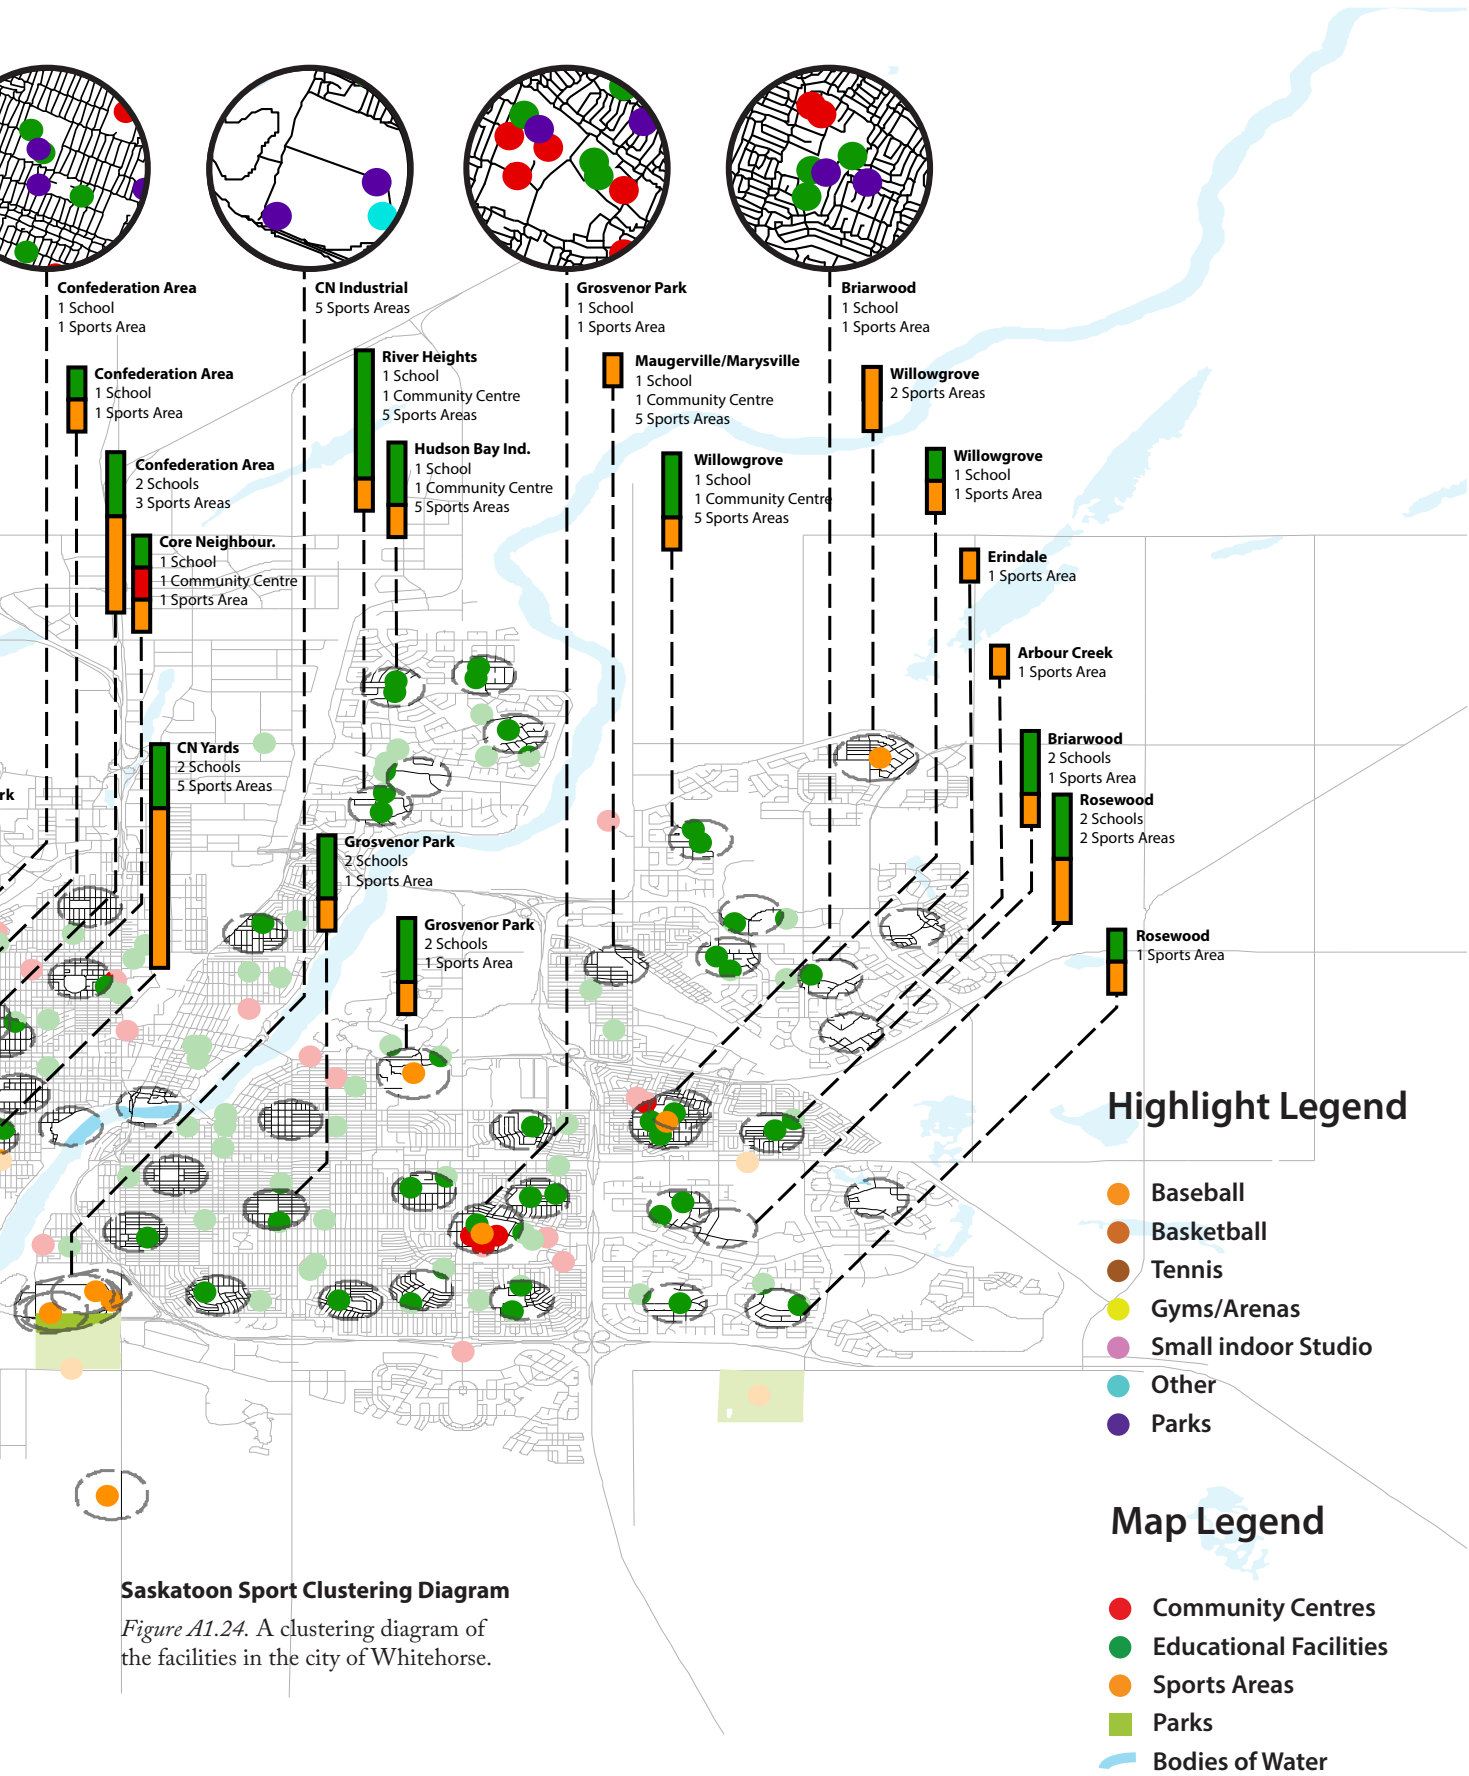 Confederation Area
1 School
1 Sports Area
CN Industrial
5 Sports Areas
Grosvenor Park
1 School
1 Sports Area
Briarwood
1 School
1 Sports Area
Confederation Area
1 School
1 Sports Area
River Heights
1 School
1 Community Centre
5 Sports Areas
Maugerville/Marysville
1 School
1 Community Centre
5 Sports Areas
Willowgrove
2 Sports Areas
Confederation Area
2 Schools
3 Sports Areas
Hudson Bay Ind.
1 School
1 Community Centre
5 Sports Areas
Willowgrove
1 School
1 Community Centre
5 Sports Areas
Willowgrove
1 School
1 Sports Area
Core Neighbour.
1 School
1 Community Centre
1 Sports Area
Erindale
1 Sports Area
Arbour Creek
1 Sports Area
CN Yards
2 Schools
5 Sports Areas
Briarwood
2 Schools
1 Sports Area
rk
Rosewood
2 Schools
2 Sports Areas
Grosvenor Park
2 Schools
1 Sports Area
Grosvenor Park
2 Schools
1 Sports Area
Rosewood
1 Sports Area
Highlight Legend
Baseball
Basketball
Tennis
Gyms/Arenas
Small indoor Studio
Other
Parks
Map Legend
Community Centres
Educational Facilities
Sports Areas
Parks
Bodies of Water
Saskatoon Sport Clustering Diagram
Figure A1.24. A clustering diagram of
the facilities in the city of Whitehorse.